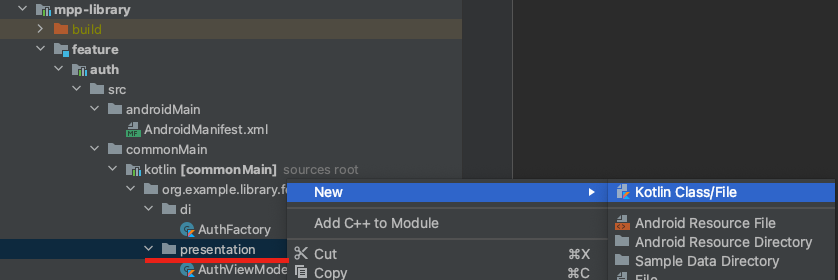 mpp-library
build
feature
auth
src
androidMain
AndroidManifest.xml
commonMain
kotlin [commonMain] sources root
org.example.library.f
di
AuthFactory
presentation
AuthViewMode
New
Add C++ to Module
Cut ⌘X
Copy ⌘C
Kotlin Class/File
Android Resource File
Android Resource Directory
Sample Data Directory
File